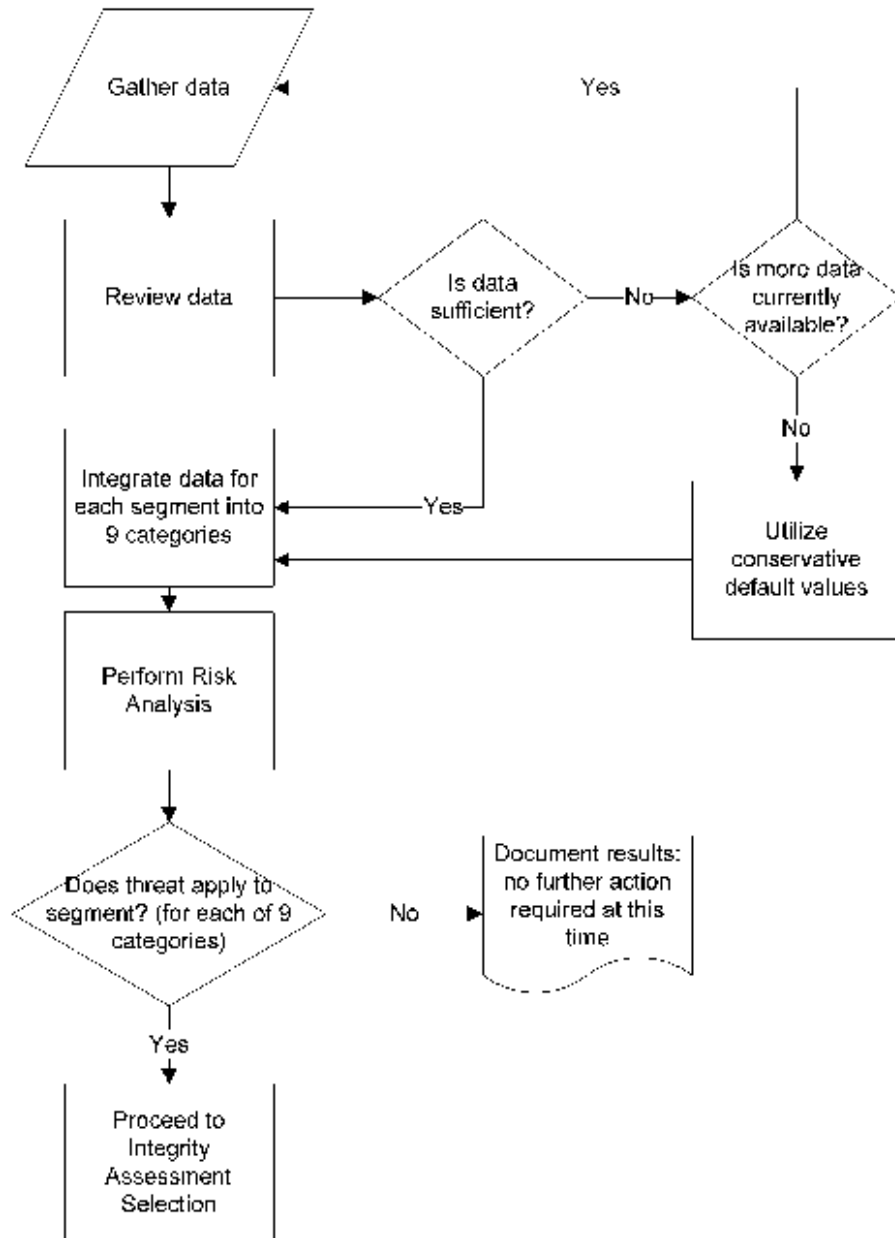 Gather data
Yes
Review data
Is data
sufficient?
No
Is more data
currently
available?
No
Integrate data for
each segment into
9 categories
Yes
Utilize
conservative
default values
Perform Risk
Analysis
Does threat apply to
segment? (for each of 9
categories)
No
Document results:
no further action
required at this
time
Yes
Proceed to
Integrity
Assessment
Selection